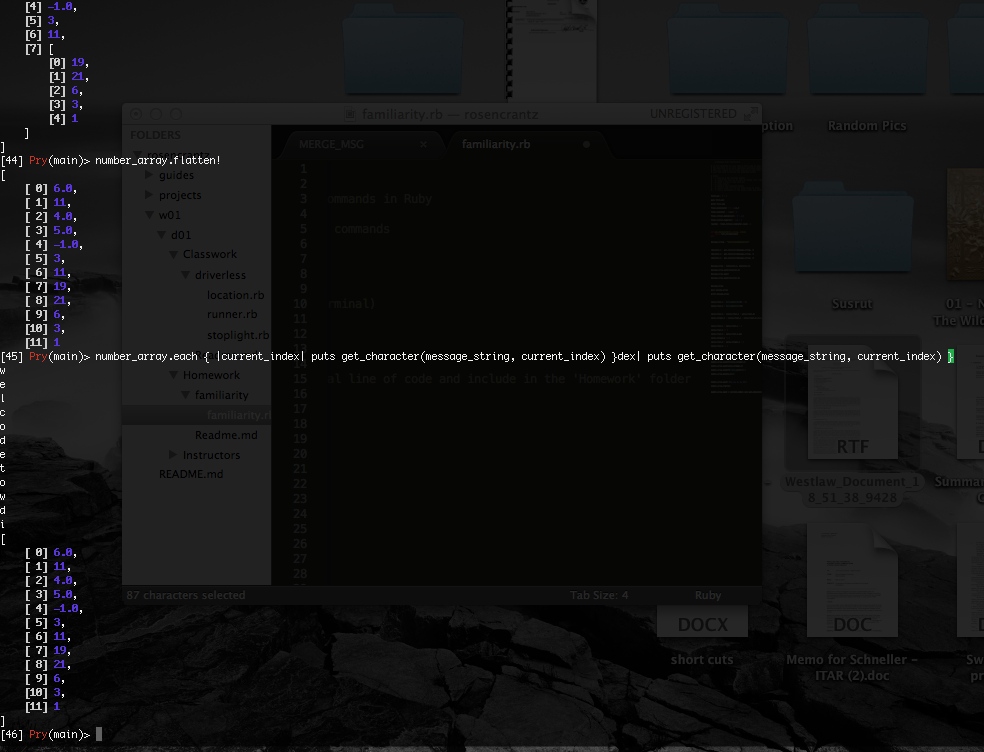 [4] -1.0,
[5] 3,
[6] 11,
[7] [
[0] 19,
[1] 21,
[2] 6,
[3] 3,
[4] 1
]
]
[44] Pry(main)> number_array.flatten!
[
[ 0] 6.0,
[ 1] 11,
[ 2] 4.0,
[ 3] 5.0,
[ 4] -1.0,
[ 5] 3,
[ 6] 11,
[ 7] 19,
[ 8] 21,
[ 9] 6,
[10] 3,
[11] 1
[45] Pry(main)> number_array.each { |current_index| puts get_character(message_string, current_index) }dex| puts get_character(message_string, current_index) }
w
e
l
c
o
d
e
t
o
w
d
i
[
[ 0] 6.0,
[ 1] 11,
[ 2] 4.0,
[ 3] 5.0,
[ 4] -1.0,
[ 5] 3,
[ 6] 11,
[ 7] 19,
[ 8] 21,
[ 9] 6,
[10] 3,
[11] 1
]
[46] Pry(main)>
familiarity.rb — rosencrantz
UNREGISTERED
FOLDERS
rosencrantz
guides
projects
w01
d01
Classwork
driverless
location.rb
runner.rb
stoplight.rb
Homework
familiarity
familiarity.rb
Readme.md
Instructors
README.md
MERGE_MSG
familiarity.rb
1
2
3 ommands in Ruby
4
5 commands
6
7
8
9
10 rminal)
11
12
13
15 al line of code and include in the 'Homework' folder
16
17
18
19
20
21
22
23
24
25
26
27
28
87 characters selected
Tab Size: 4
Ruby
ption
Random Pics
Susrut
01 – N
The Wild
RTF
Westlaw_Document_1
8_51_38_9428
Summar
DOCX
short cuts
DOC
Memo for Schneller –
ITAR (2).doc
Sw
pr